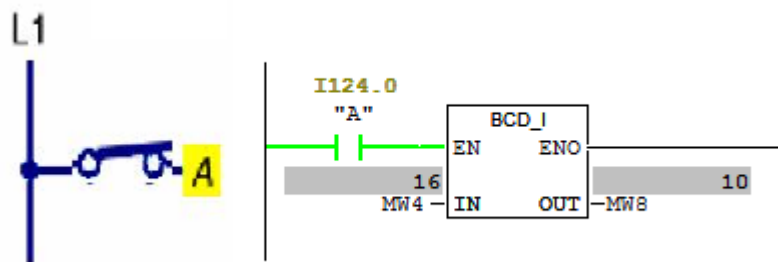 L1
A
I124.0
"A"
BCD_I
EN ENO
16 10
MW4 IN OUT MW8